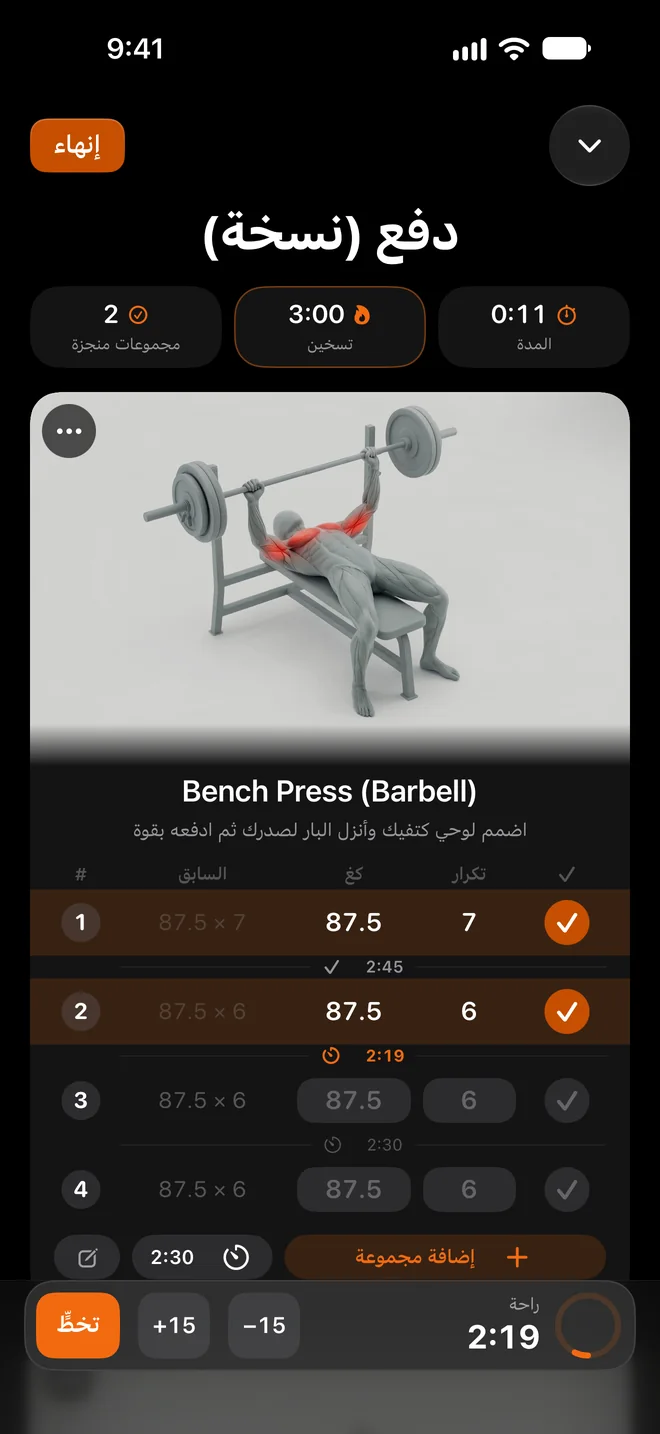 9:41
إنهاء
دفع (نسخة)
0:11 3:00 2
المدة تسخين مجموعات منجزة
Bench Press (Barbell)
اضمم لوحي كتفيك وأنزل البار لصدرك ثم ادفعه بقوة
# السابق كغ تكرار ✓
1 87.5 × 7 87.5 7 ✓
✓ 2:45
2 87.5 × 6 87.5 6 ✓
2:19
3 87.5 × 6 87.5 6 ✓
2:30
4 87.5 × 6 87.5 6 ✓
2:30 إضافة مجموعة +
راحة
2:19 −15 +15 تخطٍّ